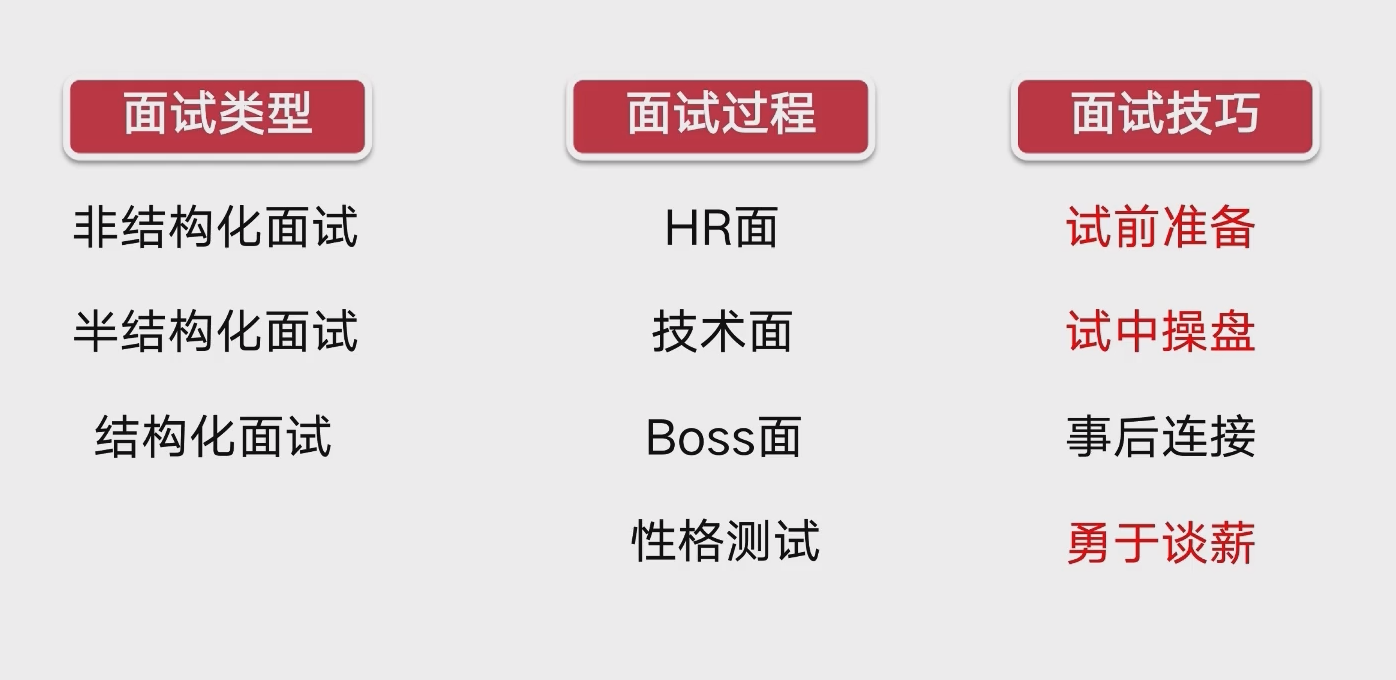 面试类型
非结构化面试
半结构化面试
结构化面试
面试过程
HR面
技术面
Boss面
性格测试
面试技巧
试前准备
试中操盘
事后连接
勇于谈薪